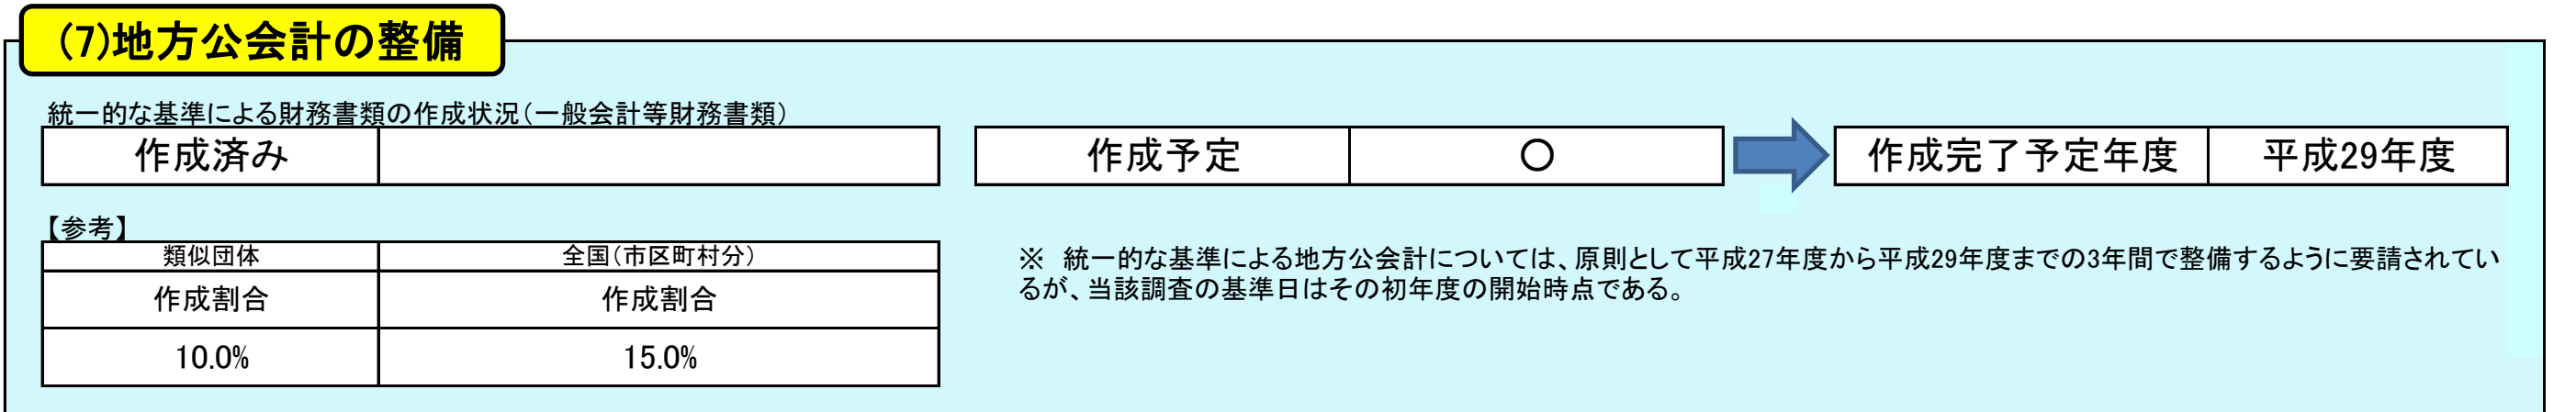 (7)地方公会計の整備
統一的な基準による財務書類の作成状況(一般会計等財務書類)
作成済み 作成予定 ○ 作成完了予定年度 平成29年度
【参考】
類似団体 全国(市区町村分)
作成割合 作成割合
10.0% 15.0%
※ 統一的な基準による地方公会計については、原則として平成27年度から平成29年度までの3年間で整備するように要請されてい
るが、当該調査の基準日はその初年度の開始時点である。